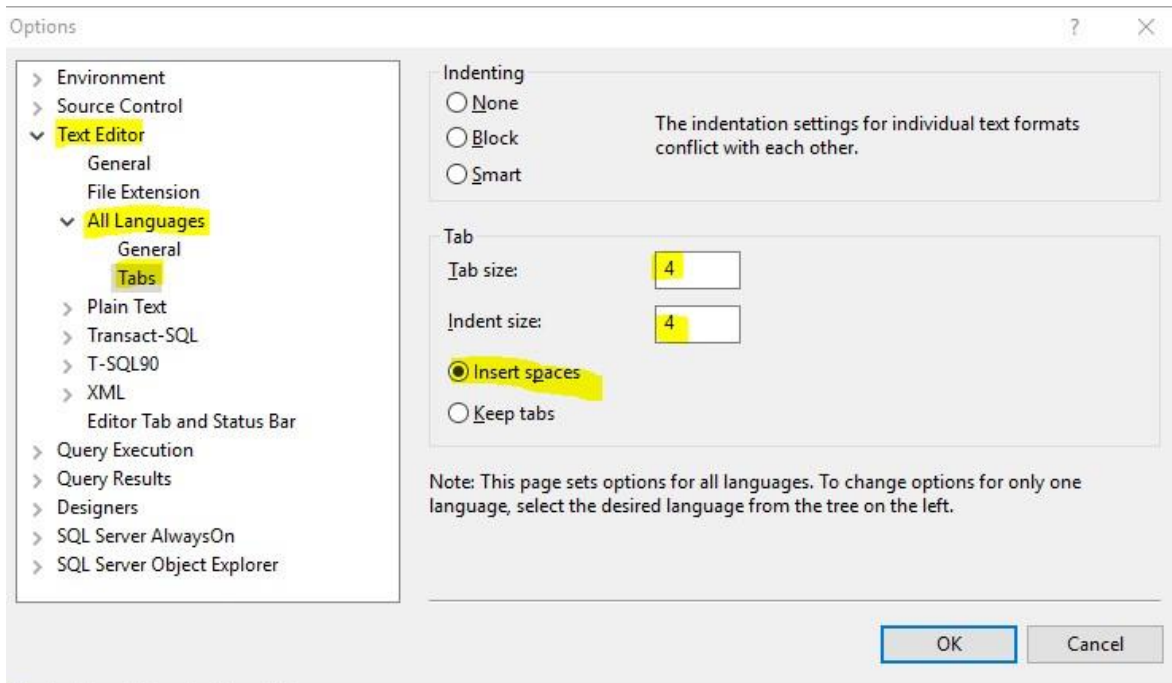 Options
Environment
Source Control
Text Editor
General
File Extension
All Languages
General
Tabs
Plain Text
Transact-SQL
T-SQL90
XML
Editor Tab and Status Bar
Query Execution
Query Results
Designers
SQL Server AlwaysOn
SQL Server Object Explorer
Indenting
None
Block
Smart
The indentation settings for individual text formats
conflict with each other.
Tab
Tab size: 4
Indent size: 4
Insert spaces
Keep tabs
Note: This page sets options for all languages. To change options for only one
language, select the desired language from the tree on the left.
OK Cancel